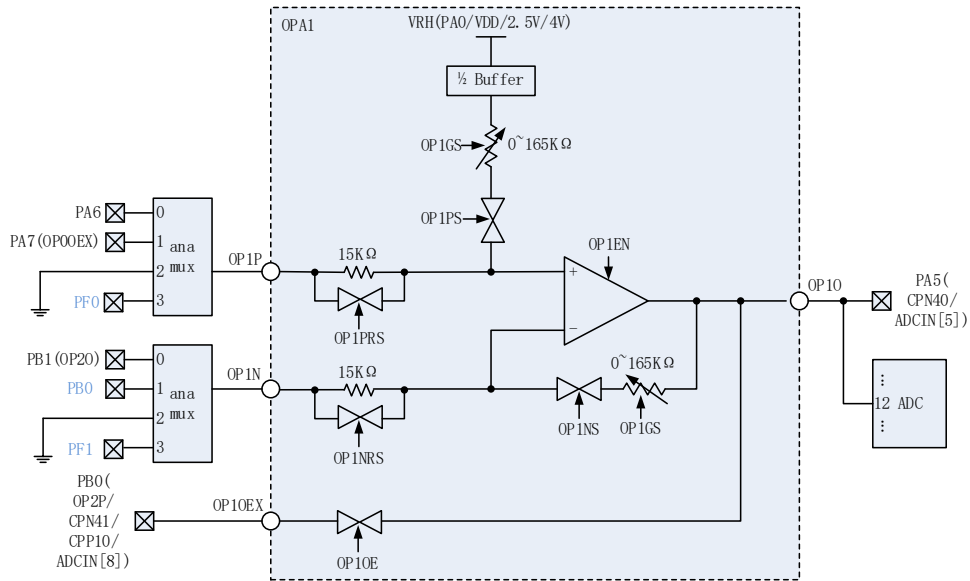 OPA1
VRH(PA0/VDD/2.5V/4V)
½ Buffer
OP1GS
0~165KΩ
OP1PS
PA6
0
PA7(OPO0EX)
1
ana
mux
2
PF0
3
OP1P
15KΩ
OP1PRS
OP1EN
+
−
OP1O
PA5(
CPN40/
ADCIN[5])
PB1(OP2O)
0
PB0
1
ana
mux
2
PF1
3
OP1N
15KΩ
OP1NRS
0~165KΩ
OP1NS
OP1GS
...
12 ADC
...
PB0(
OP2P/
CPN41/
CPP10/
ADCIN[8])
OP1OEX
OP1OE